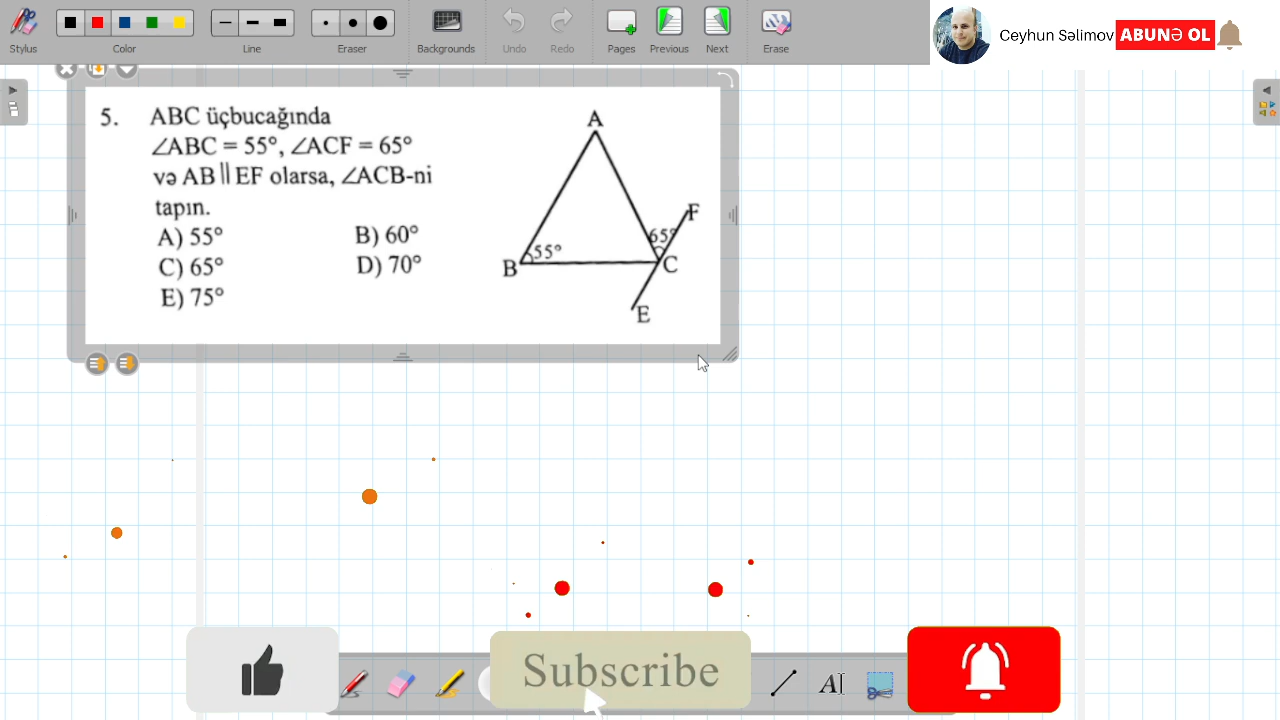 Stylus
Color
Line
Eraser
Backgrounds
Undo
Redo
Pages
Previous
Next
Erase
Ceyhun Səlimov
ABUNƏ OL
5. ABC üçbucağında
∠ABC = 55°, ∠ACF = 65°
və AB || EF olarsa, ∠ACB-ni
tapın.
A) 55° B) 60°
C) 65° D) 70°
E) 75°
A
F
65°
55°
B
C
E
Subscribe
A